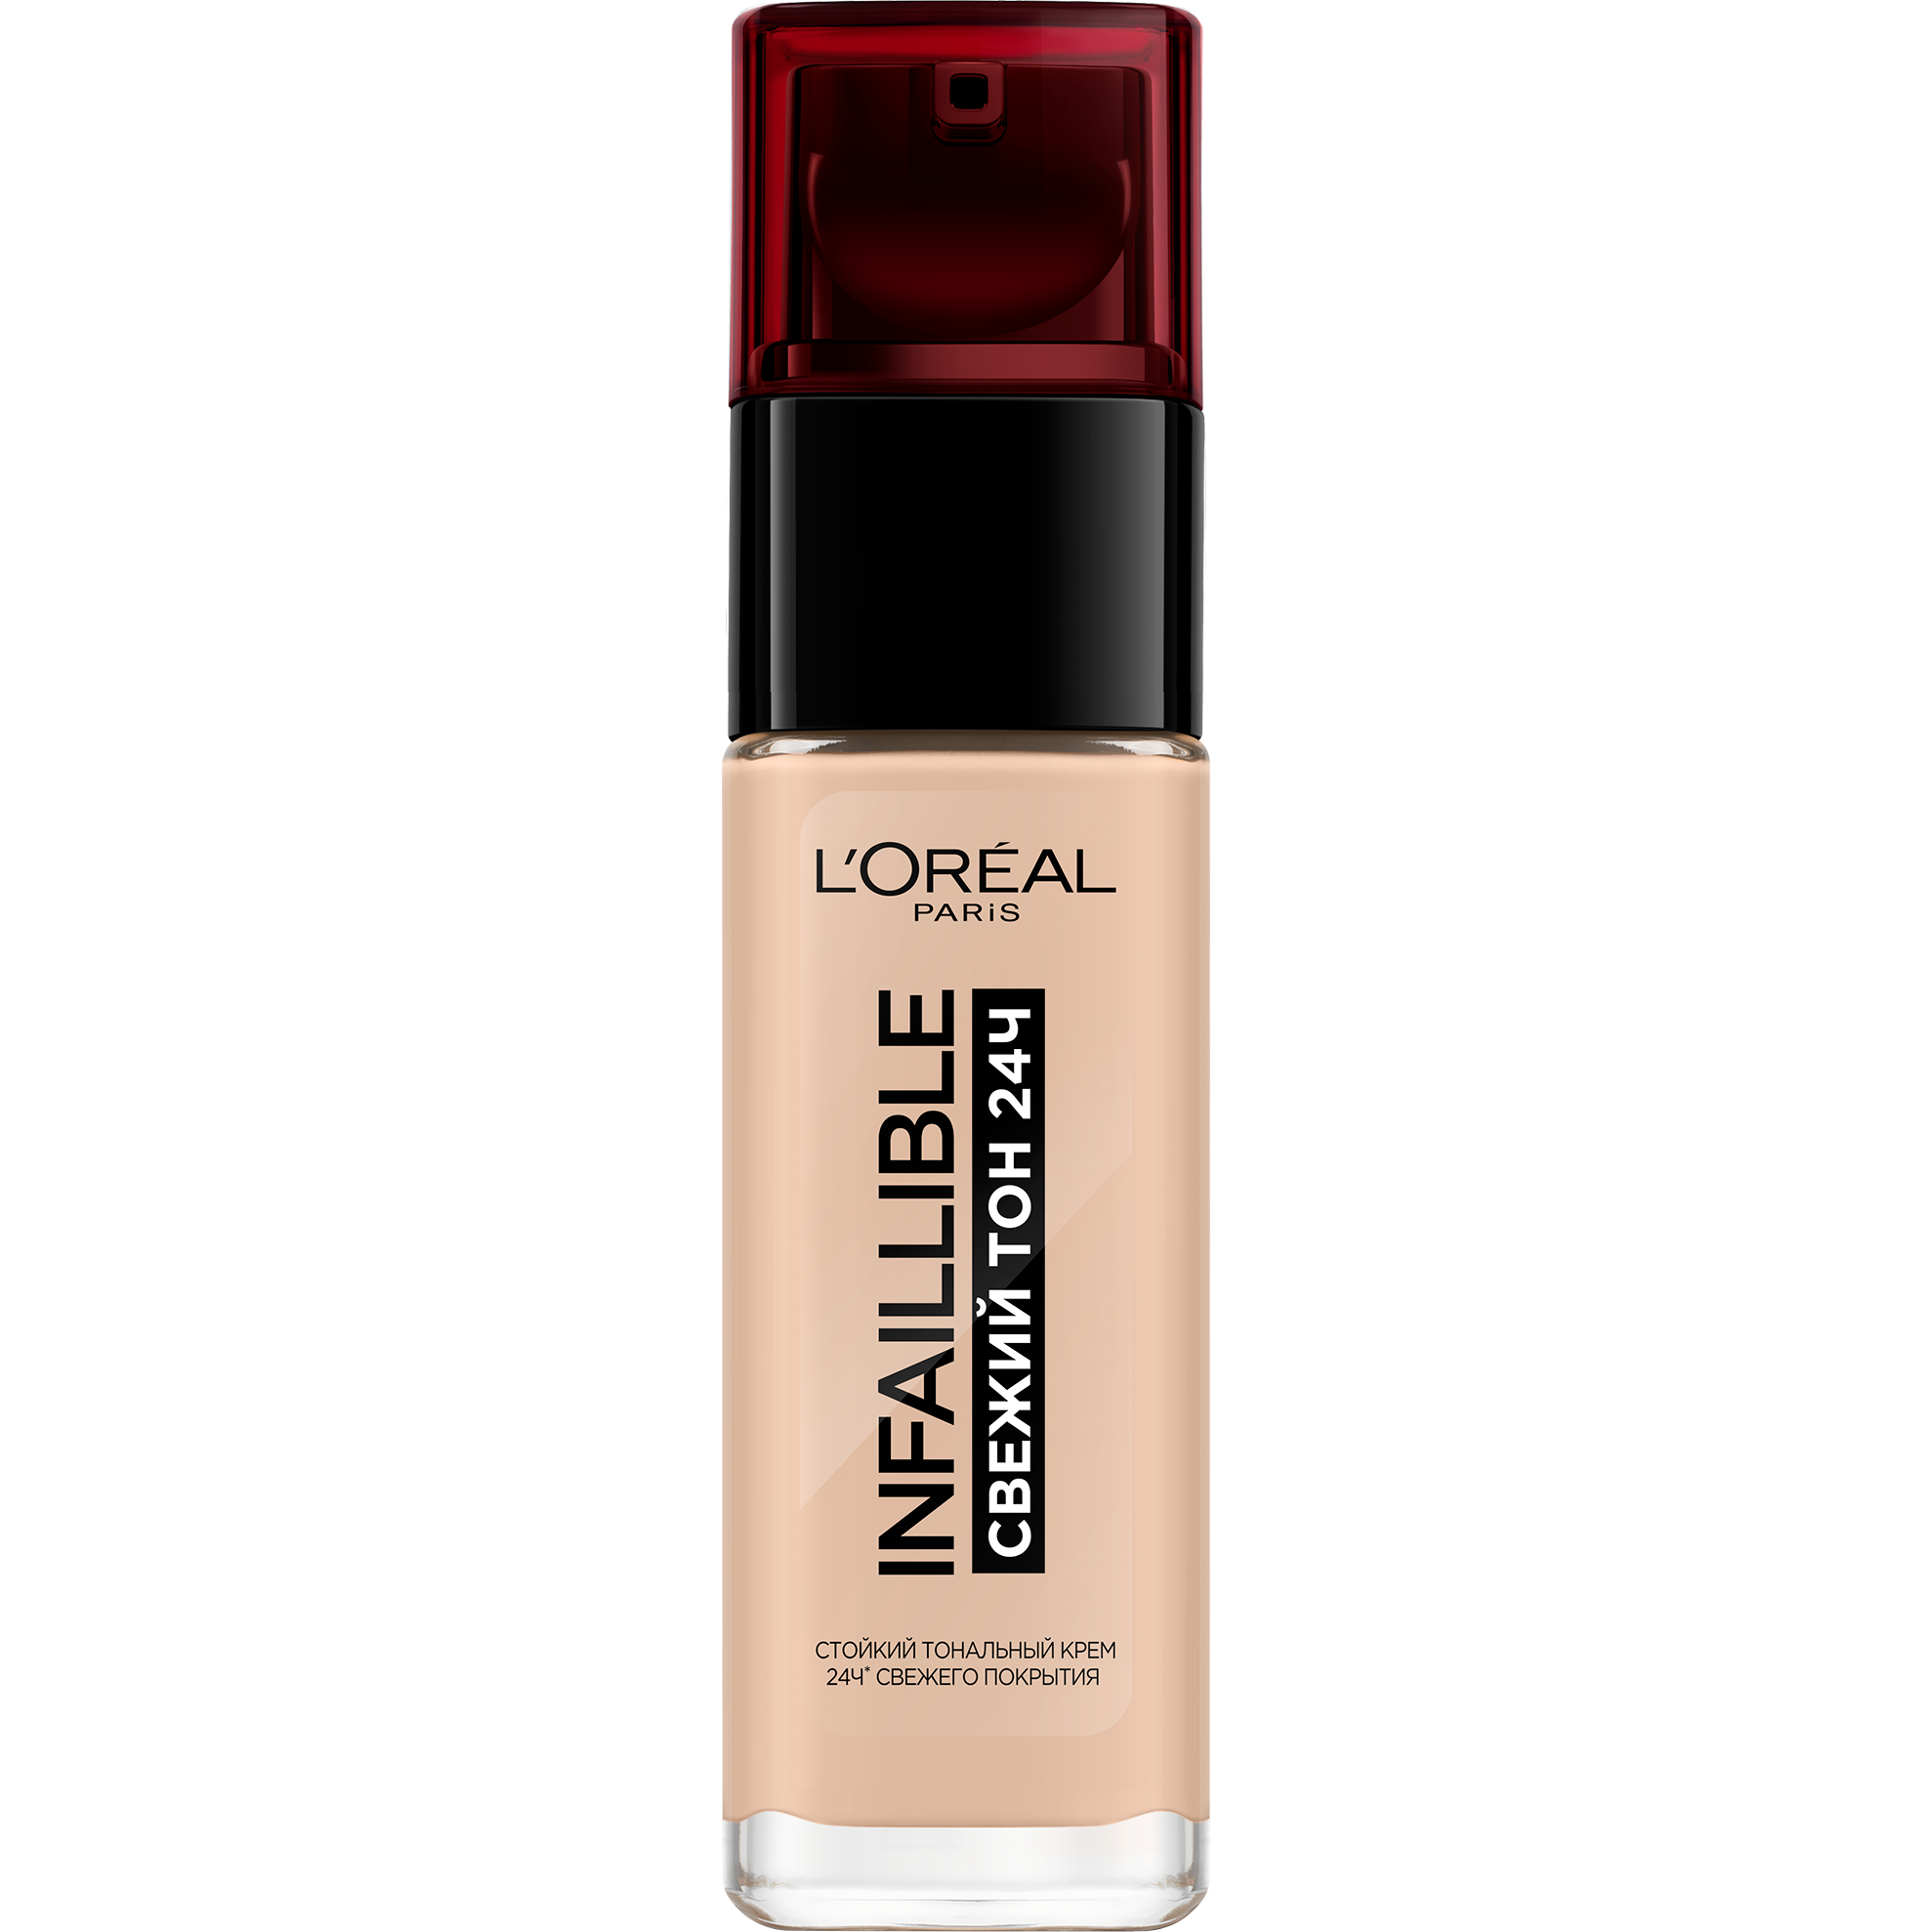 L'ORÉAL
PARiS
INFAILLIBLE
СВЕЖИЙ ТОН 24Ч
СТОЙКИЙ ТОНАЛЬНЫЙ КРЕМ
24Ч* СВЕЖЕГО ПОКРЫТИЯ